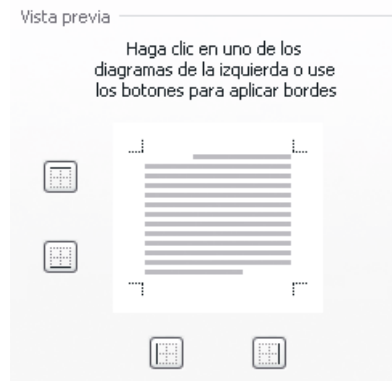 Vista previa
Haga clic en uno de los
diagramas de la izquierda o use
los botones para aplicar bordes